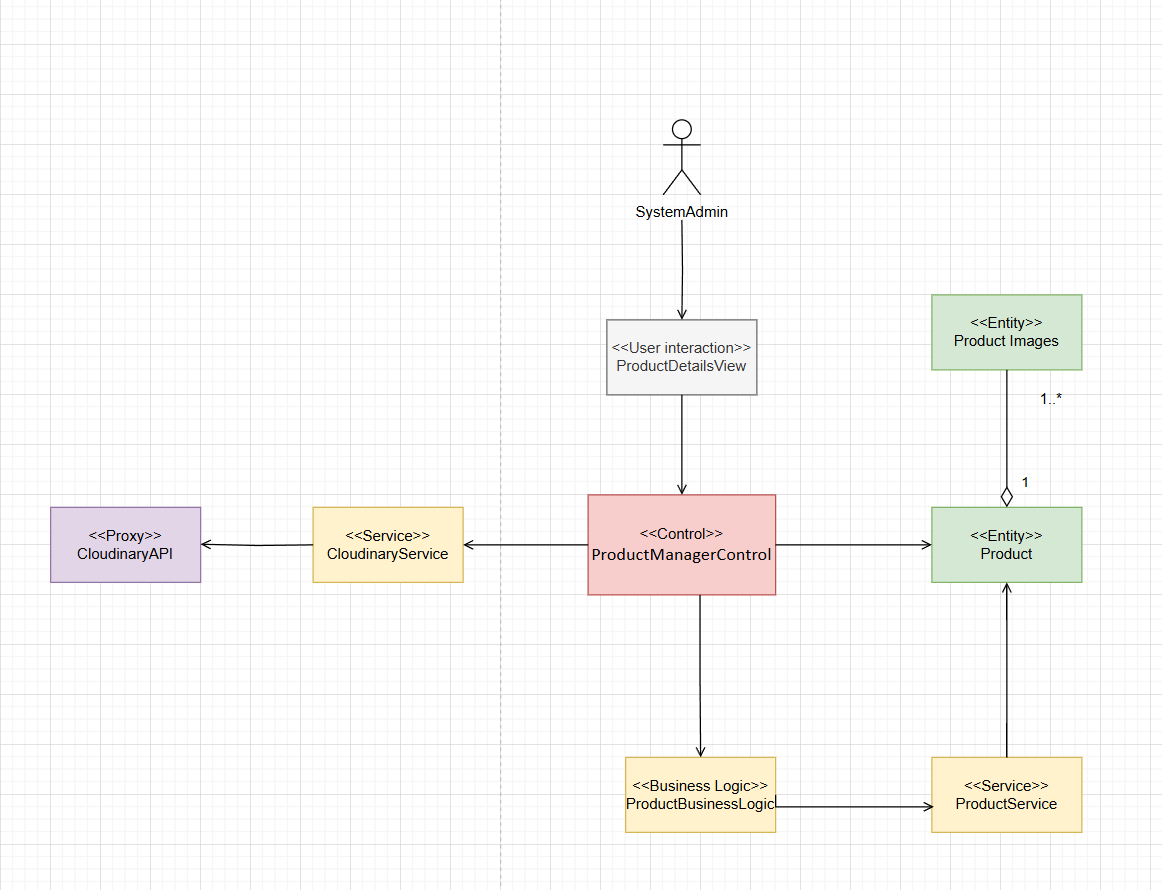 SystemAdmin
<<User interaction>>
ProductDetailsView
<<Entity>>
Product Images
1..*
1
<<Proxy>>
CloudinaryAPI
<<Service>>
CloudinaryService
<<Control>>
ProductManagerControl
<<Entity>>
Product
<<Business Logic>>
ProductBusinessLogic
<<Service>>
ProductService